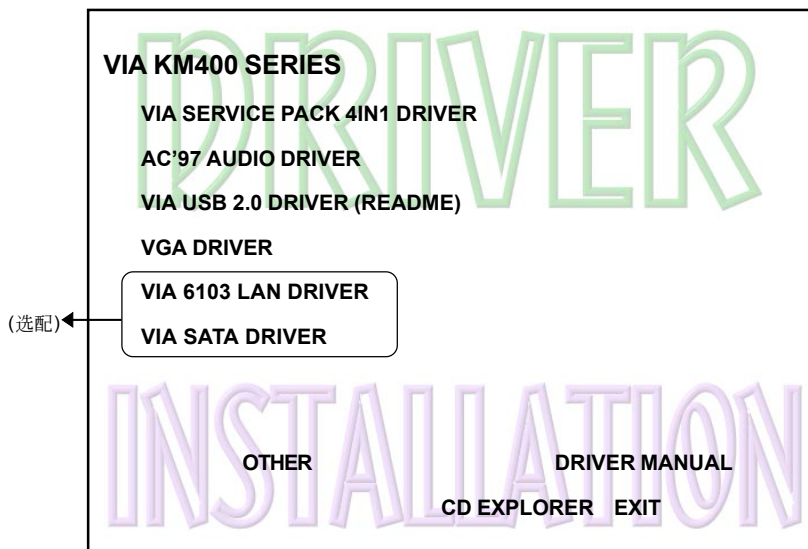 DRIVER
VIA KM400 SERIES
VIA SERVICE PACK 4IN1 DRIVER
AC’97 AUDIO DRIVER
VIA USB 2.0 DRIVER (README)
VGA DRIVER
VIA 6103 LAN DRIVER
(选配)
VIA SATA DRIVER
INSTALLATION
OTHER DRIVER MANUAL
CD EXPLORER EXIT